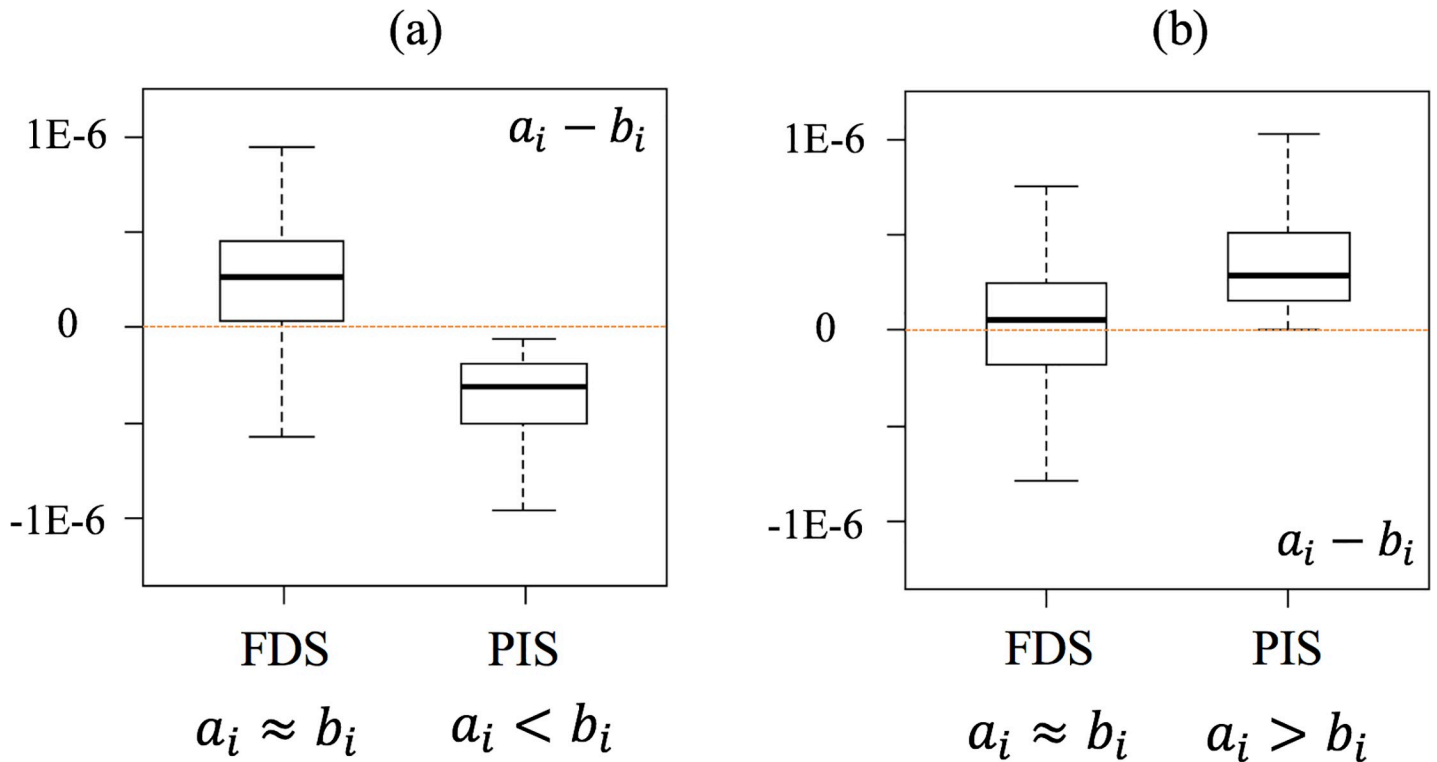 (a) (b)
1E-6 a_i − b_i 1E-6
0 0
-1E-6 -1E-6 a_i − b_i
FDS PIS FDS PIS
a_i ≈ b_i a_i < b_i a_i ≈ b_i a_i > b_i